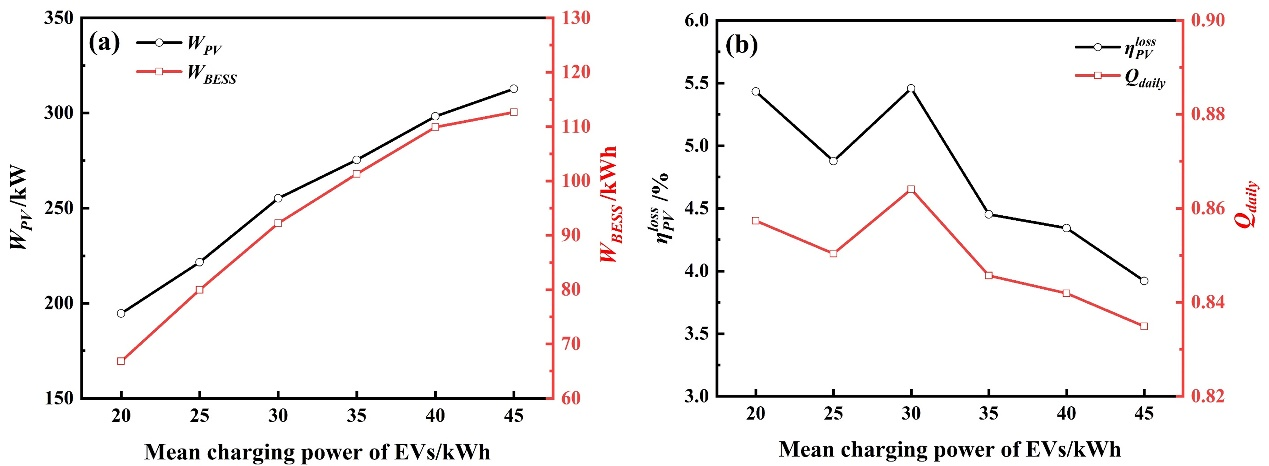 (a)
W_PV
W_BESS
W_PV /kW
350
300
250
200
150
130
120
110
100
90
80
70
60
W_BESS /kWh
20 25 30 35 40 45
Mean charging power of EVs/kWh
(b)
η_PV^loss
Q_daily
η_PV^loss /%
6.0
5.5
5.0
4.5
4.0
3.5
3.0
0.90
0.88
0.86
0.84
0.82
Q_daily
20 25 30 35 40 45
Mean charging power of EVs/kWh